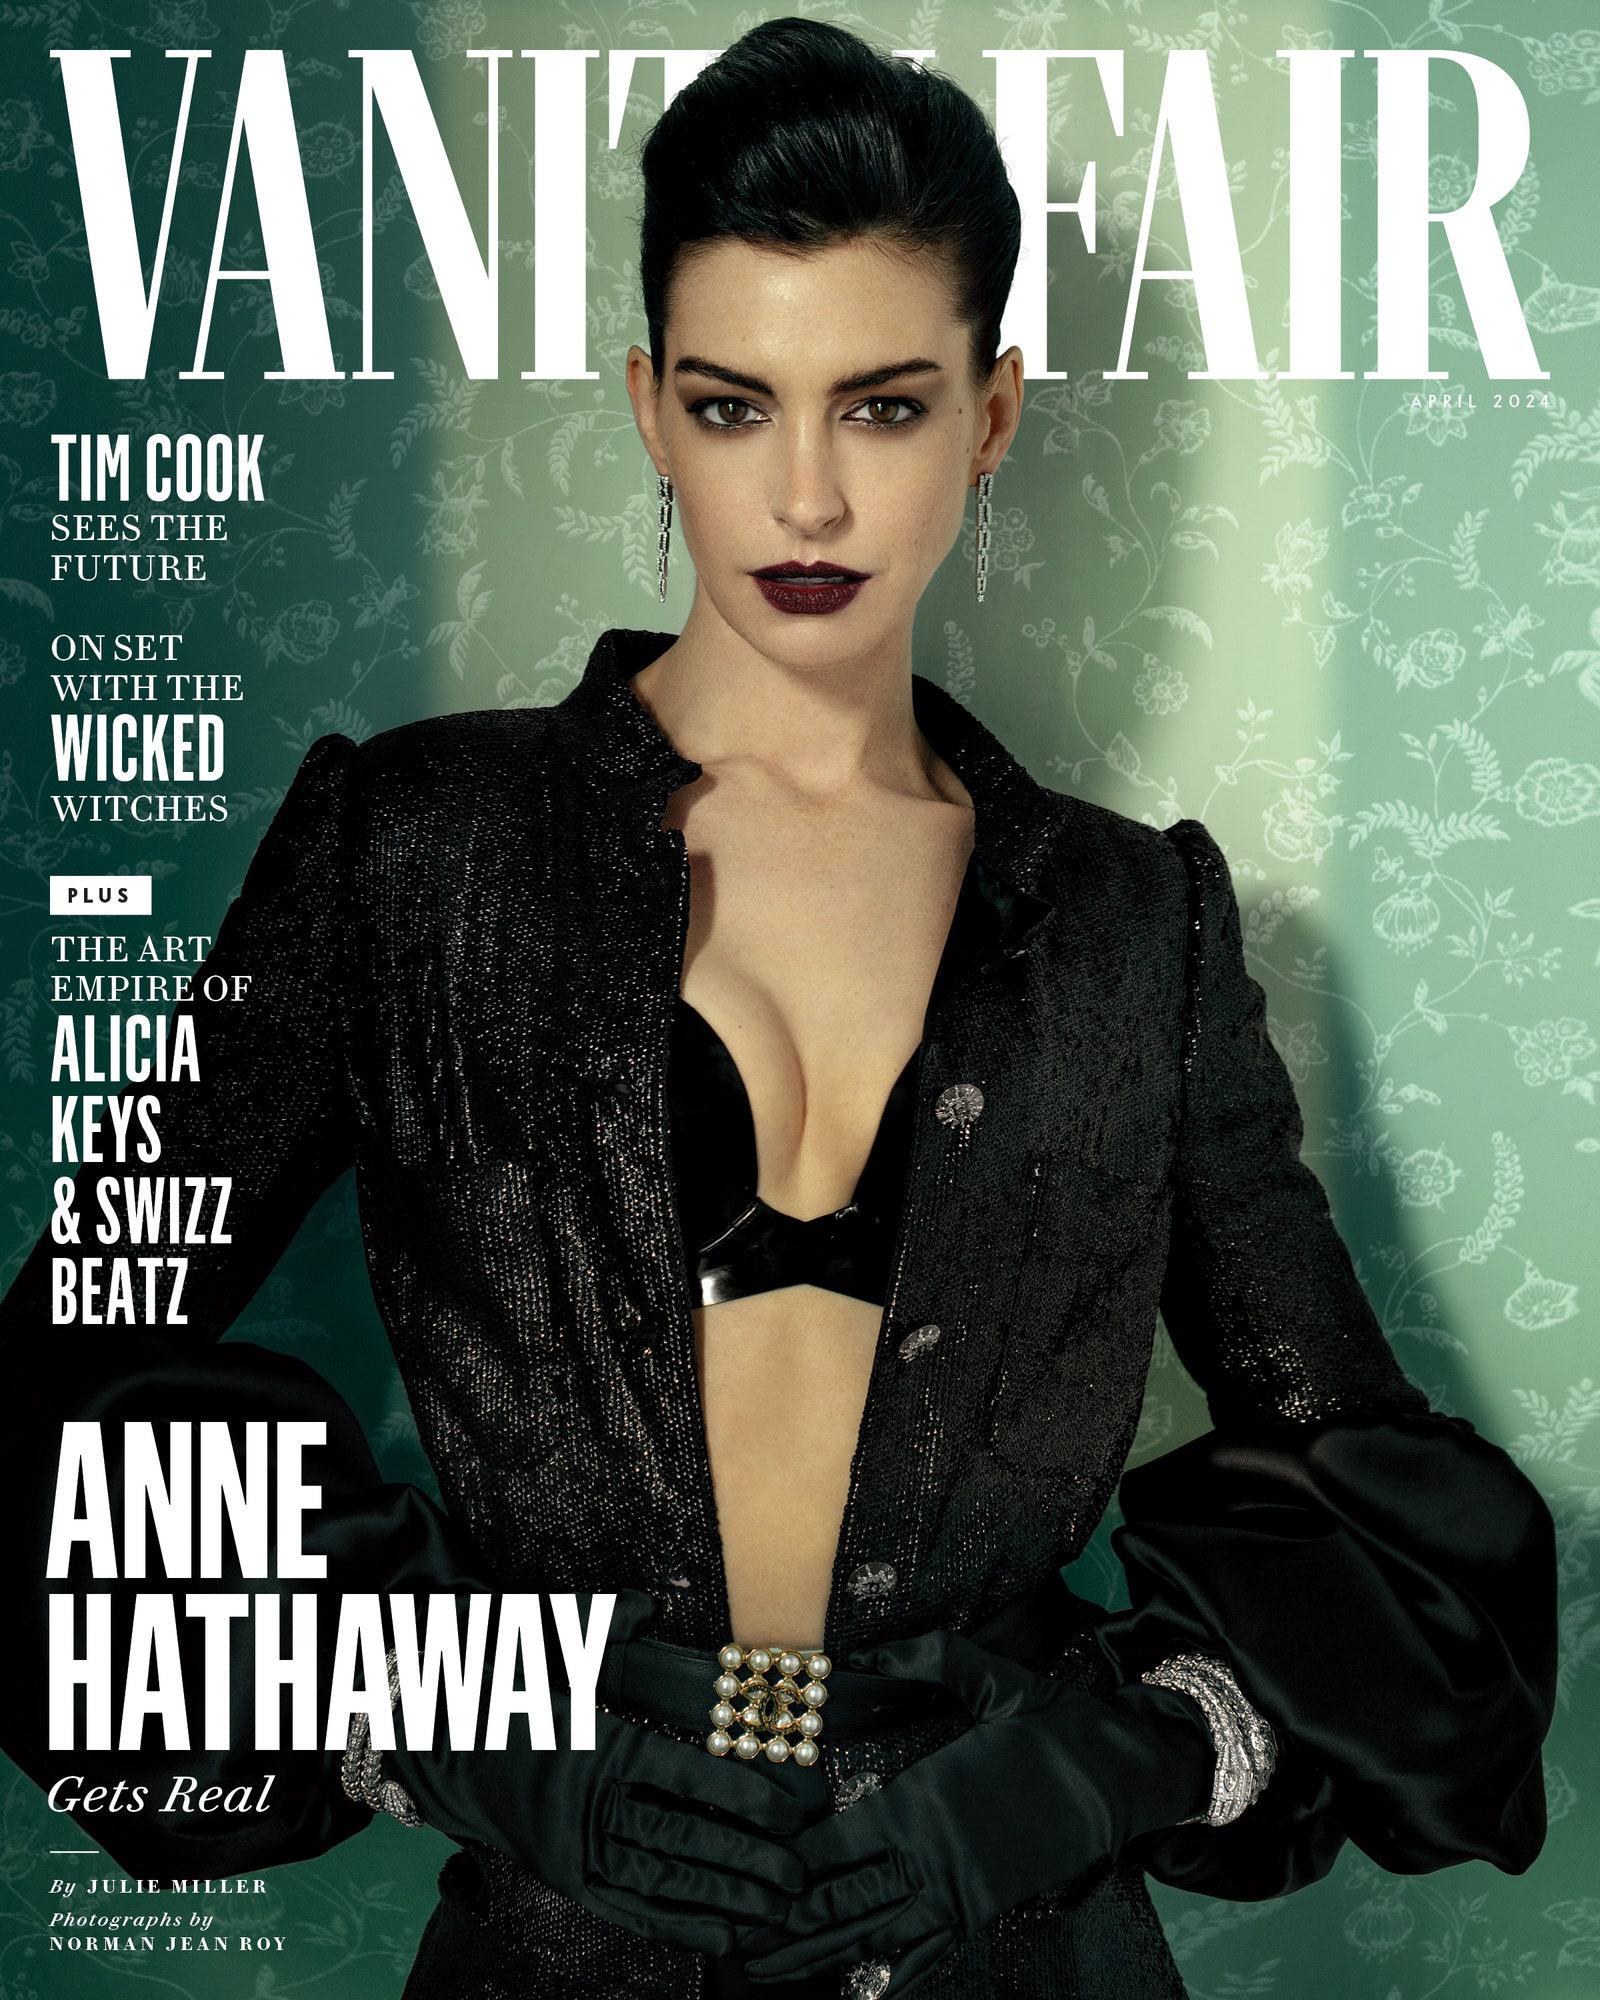 VANITY FAIR
APRIL 2024
TIM COOK
SEES THE
FUTURE
ON SET
WITH THE
WICKED
WITCHES
PLUS
THE ART
EMPIRE OF
ALICIA
KEYS
& SWIZZ
BEATZ
ANNE
HATHAWAY
Gets Real
By JULIE MILLER
Photographs by
NORMAN JEAN ROY